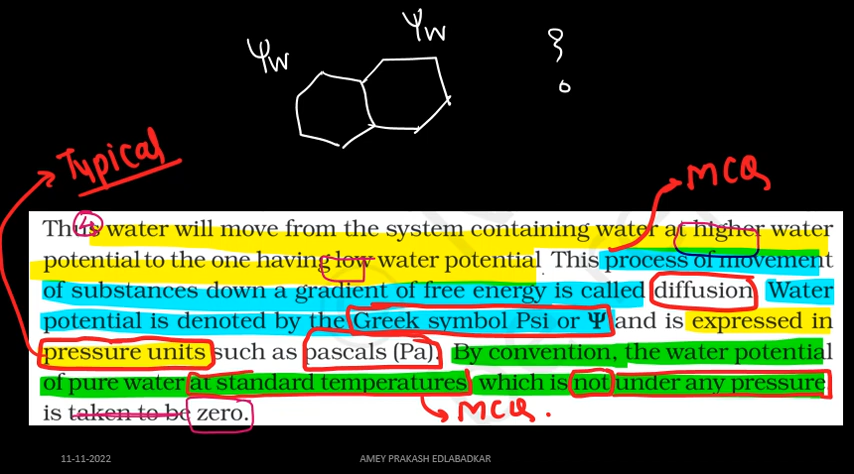 ΨW
ΨW
?
Typical
MCQ
4
Thus water will move from the system containing water at higher water
potential to the one having low water potential. This process of movement
of substances down a gradient of free energy is called diffusion. Water
potential is denoted by the Greek symbol Psi or Ψ and is expressed in
pressure units such as pascals (Pa). By convention, the water potential
of pure water at standard temperatures, which is not under any pressure,
is taken to be zero.
MCQ.
11-11-2022
AMEY PRAKASH EDLABADKAR